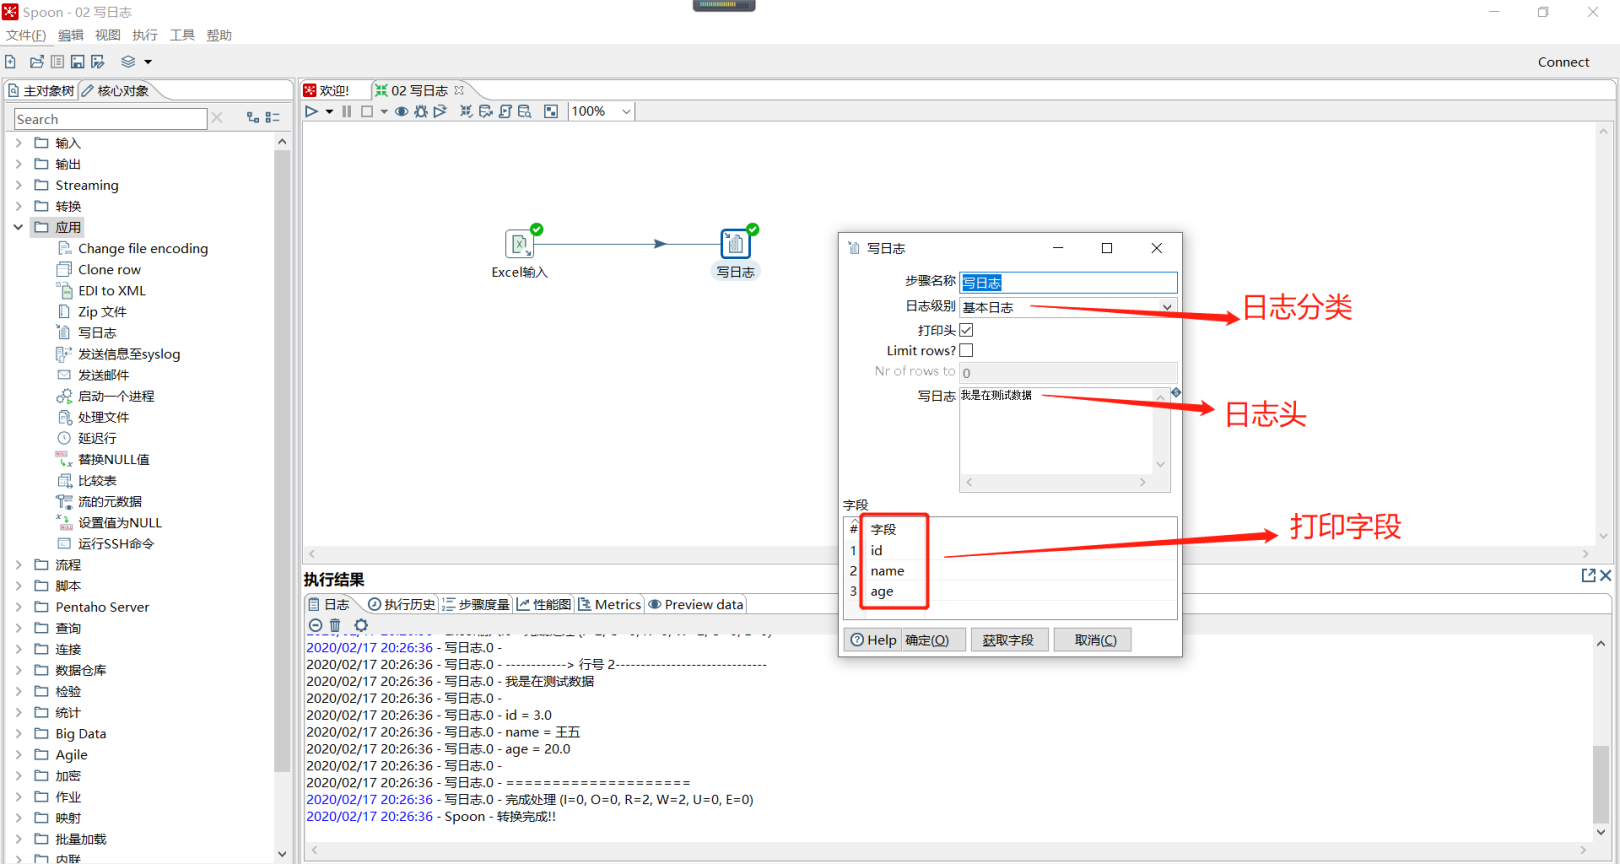 Spoon - 02 写日志
文件(F) 编辑 视图 执行 工具 帮助
Connect
主对象树 核心对象
欢迎! 02 写日志
Search
100%
输入
输出
Streaming
转换
应用
Change file encoding
Clone row
EDI to XML
Zip 文件
写日志
发送信息至syslog
发送邮件
启动一个进程
处理文件
延迟行
替换NULL值
比较表
流的元数据
设置值为NULL
运行SSH命令
流程
脚本
Pentaho Server
查询
连接
数据仓库
检验
统计
Big Data
Agile
加密
作业
映射
批量加载
内联
Excel输入
写日志
写日志
步骤名称 写日志
日志级别 基本日志
打印头
Limit rows?
Nr of rows to 0
写日志 我是在测试数据
字段
# 字段
1 id
2 name
3 age
Help 确定(O) 获取字段 取消(C)
日志分类
日志头
打印字段
执行结果
日志 执行历史 步骤度量 性能图 Metrics Preview data
2020/02/17 20:26:36 - 写日志.0 -
2020/02/17 20:26:36 - 写日志.0 - ------------> 行号 2------------------------------
2020/02/17 20:26:36 - 写日志.0 - 我是在测试数据
2020/02/17 20:26:36 - 写日志.0 -
2020/02/17 20:26:36 - 写日志.0 - id = 3.0
2020/02/17 20:26:36 - 写日志.0 - name = 王五
2020/02/17 20:26:36 - 写日志.0 - age = 20.0
2020/02/17 20:26:36 - 写日志.0 -
2020/02/17 20:26:36 - 写日志.0 - ====================
2020/02/17 20:26:36 - 写日志.0 - 完成处理 (I=0, O=0, R=2, W=2, U=0, E=0)
2020/02/17 20:26:36 - Spoon - 转换完成!!